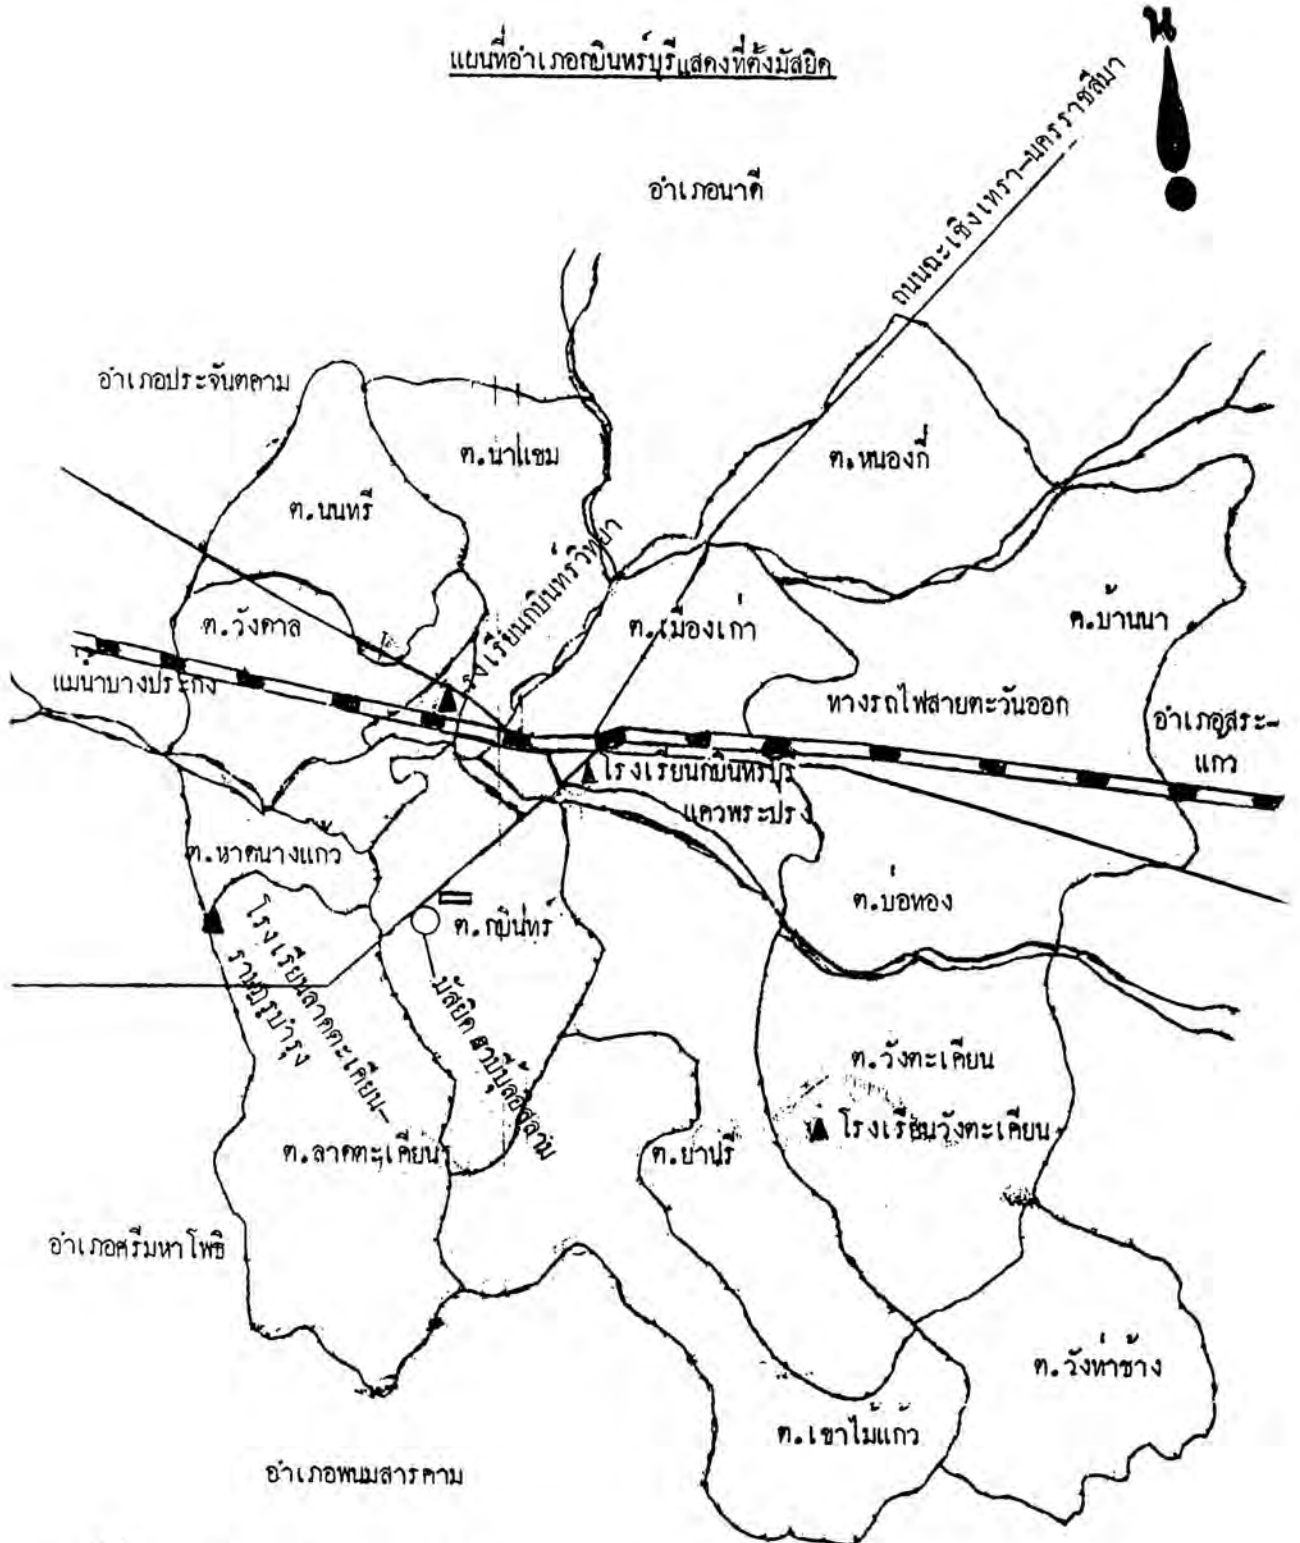 น
แผนที่อำเภอกบินทร์บุรีแสดงที่ตั้งมัสยิด
ถนนฉะเชิงเทรา-นครราชสีมา
อำเภอนาดี
อำเภอประจันตคาม
ต.นาแขม
ต.หนองกี่
ต.นนทรี
โรงเรียนกบินทร์วิทยา
ต.บ้านนา
ต.วังดาล
ต.เมืองเก่า
แม่น้ำบางปะกง
ทางรถไฟสายตะวันออก
อำเภอสระ-
แกว
โรงเรียนกบินทรบุร
แควพระปรง
ต.หาดนางแกว
ต.บ่อทอง
ต.กบินทร์
โรงเรียนลาดตะเคียน-
ราษฎรบำรุง
มัสยิด
ต.วังตะเคียน
โรงเรียนวังตะเคียน
ต.ลาดตะเคียน
ต.ย่านรี
อำเภอศรีมหาโพธิ
ต.วังท่าช้าง
ต.เขาไม้แก้ว
อำเภอพนมสารคาม